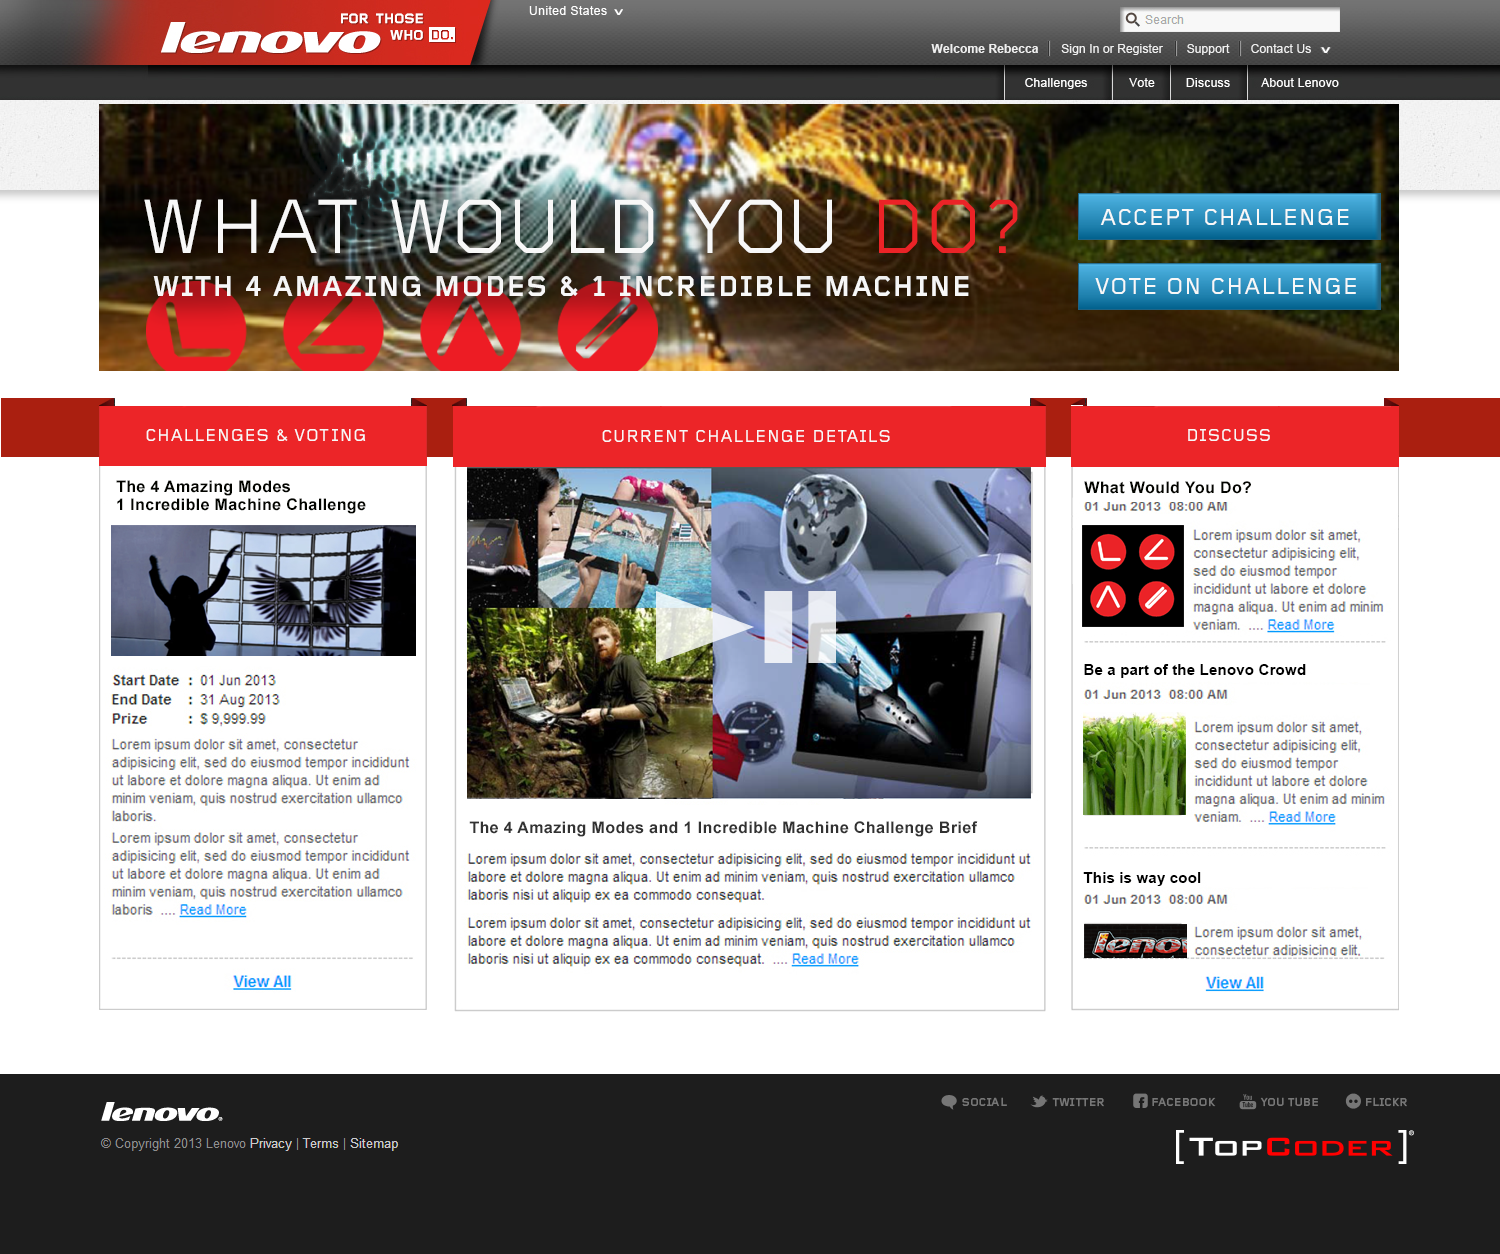 FOR THOSE
WHO DO.
lenovo
United States
Search
Welcome Rebecca
Sign In or Register
Support
Contact Us
Challenges
Vote
Discuss
About Lenovo
WHAT WOULD YOU DO?
WITH 4 AMAZING MODES & 1 INCREDIBLE MACHINE
ACCEPT CHALLENGE
VOTE ON CHALLENGE
CHALLENGES & VOTING
The 4 Amazing Modes
1 Incredible Machine Challenge
Start Date : 01 Jun 2013
End Date : 31 Aug 2013
Prize : $ 9,999.99
Lorem ipsum dolor sit amet, consectetur
adipisicing elit, sed do eiusmod tempor incididunt
ut labore et dolore magna aliqua. Ut enim ad
minim veniam, quis nostrud exercitation ullamco
laboris.
Lorem ipsum dolor sit amet, consectetur
adipisicing elit, sed do eiusmod tempor incididunt
ut labore et dolore magna aliqua. Ut enim ad
minim veniam, quis nostrud exercitation ullamco
laboris .... Read More
View All
CURRENT CHALLENGE DETAILS
The 4 Amazing Modes and 1 Incredible Machine Challenge Brief
Lorem ipsum dolor sit amet, consectetur adipisicing elit, sed do eiusmod tempor incididunt ut
labore et dolore magna aliqua. Ut enim ad minim veniam, quis nostrud exercitation ullamco
laboris nisi ut aliquip ex ea commodo consequat.
Lorem ipsum dolor sit amet, consectetur adipisicing elit, sed do eiusmod tempor incididunt ut
labore et dolore magna aliqua. Ut enim ad minim veniam, quis nostrud exercitation ullamco
laboris nisi ut aliquip ex ea commodo consequat. .... Read More
DISCUSS
What Would You Do?
01 Jun 2013 08:00 AM
Lorem ipsum dolor sit amet,
consectetur adipisicing elit,
sed do eiusmod tempor
incididunt ut labore et dolore
magna aliqua. Ut enim ad minim
veniam. .... Read More
Be a part of the Lenovo Crowd
01 Jun 2013 08:00 AM
Lorem ipsum dolor sit amet,
consectetur adipisicing elit,
sed do eiusmod tempor
incididunt ut labore et dolore
magna aliqua. Ut enim ad minim
veniam. .... Read More
This is way cool
01 Jun 2013 08:00 AM
lenov
Lorem ipsum dolor sit amet,
consectetur adipisicing elit,
View All
lenovo.
© Copyright 2013 Lenovo Privacy | Terms | Sitemap
SOCIAL
TWITTER
FACEBOOK
You Tube
YOU TUBE
FLICKR
[TOPCODER]®